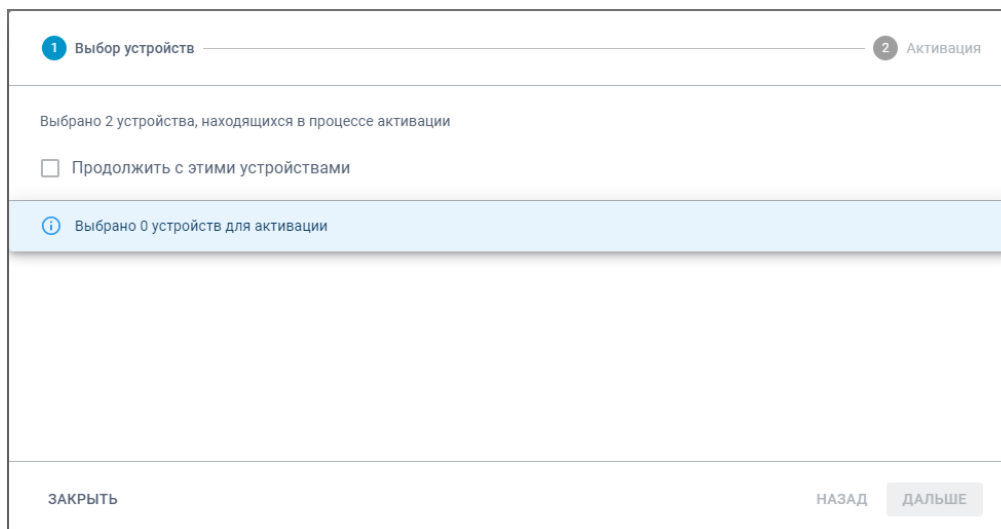 1 Выбор устройств 2 Активация
Выбрано 2 устройства, находящихся в процессе активации
Продолжить с этими устройствами
Выбрано 0 устройств для активации
ЗАКРЫТЬ НАЗАД ДАЛЬШЕ